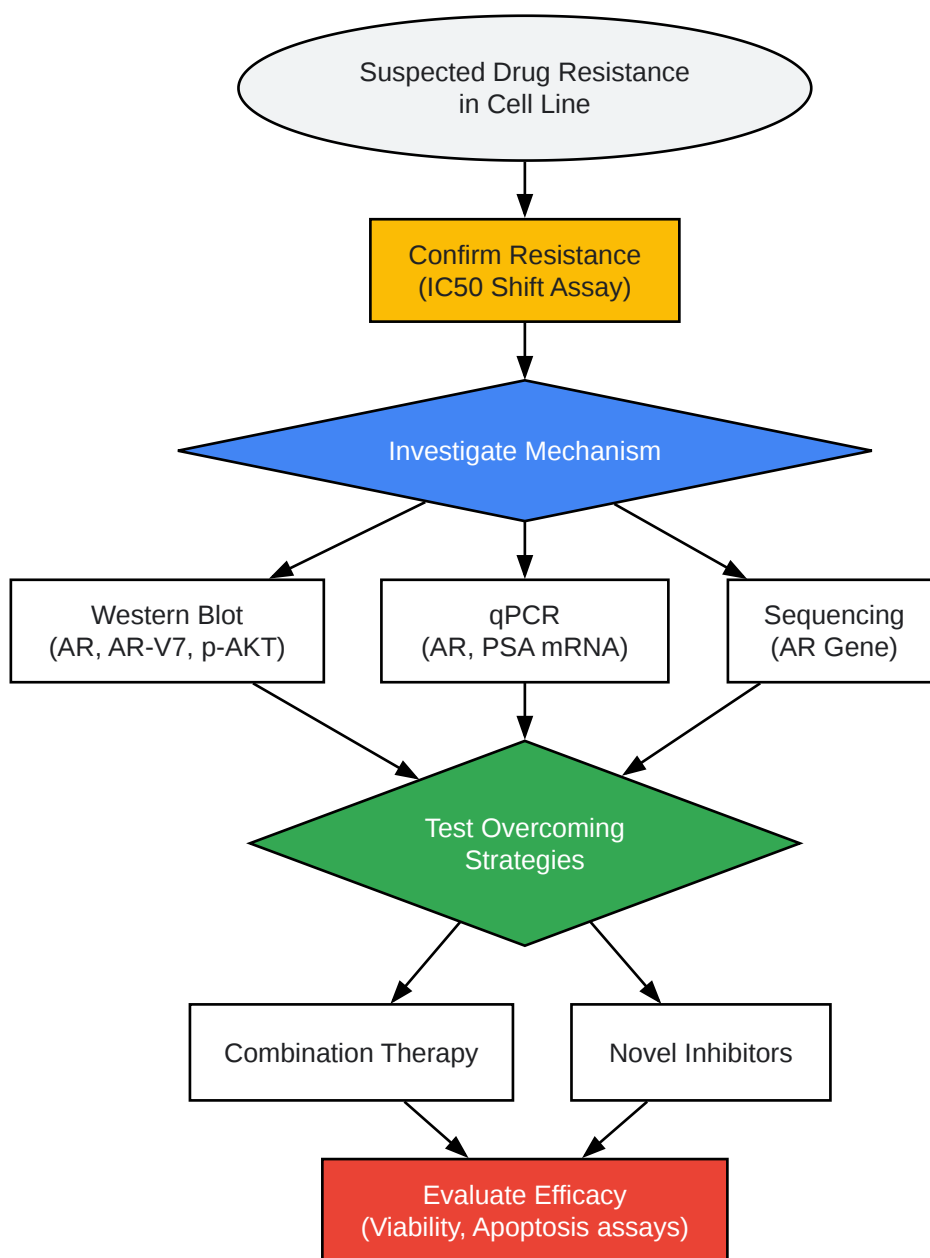 Suspected Drug Resistance
in Cell Line
Confirm Resistance
(IC50 Shift Assay)
Investigate Mechanism
Western Blot
(AR, AR-V7, p-AKT)
qPCR
(AR, PSA mRNA)
Sequencing
(AR Gene)
Test Overcoming
Strategies
Combination Therapy
Novel Inhibitors
Evaluate Efficacy
(Viability, Apoptosis assays)